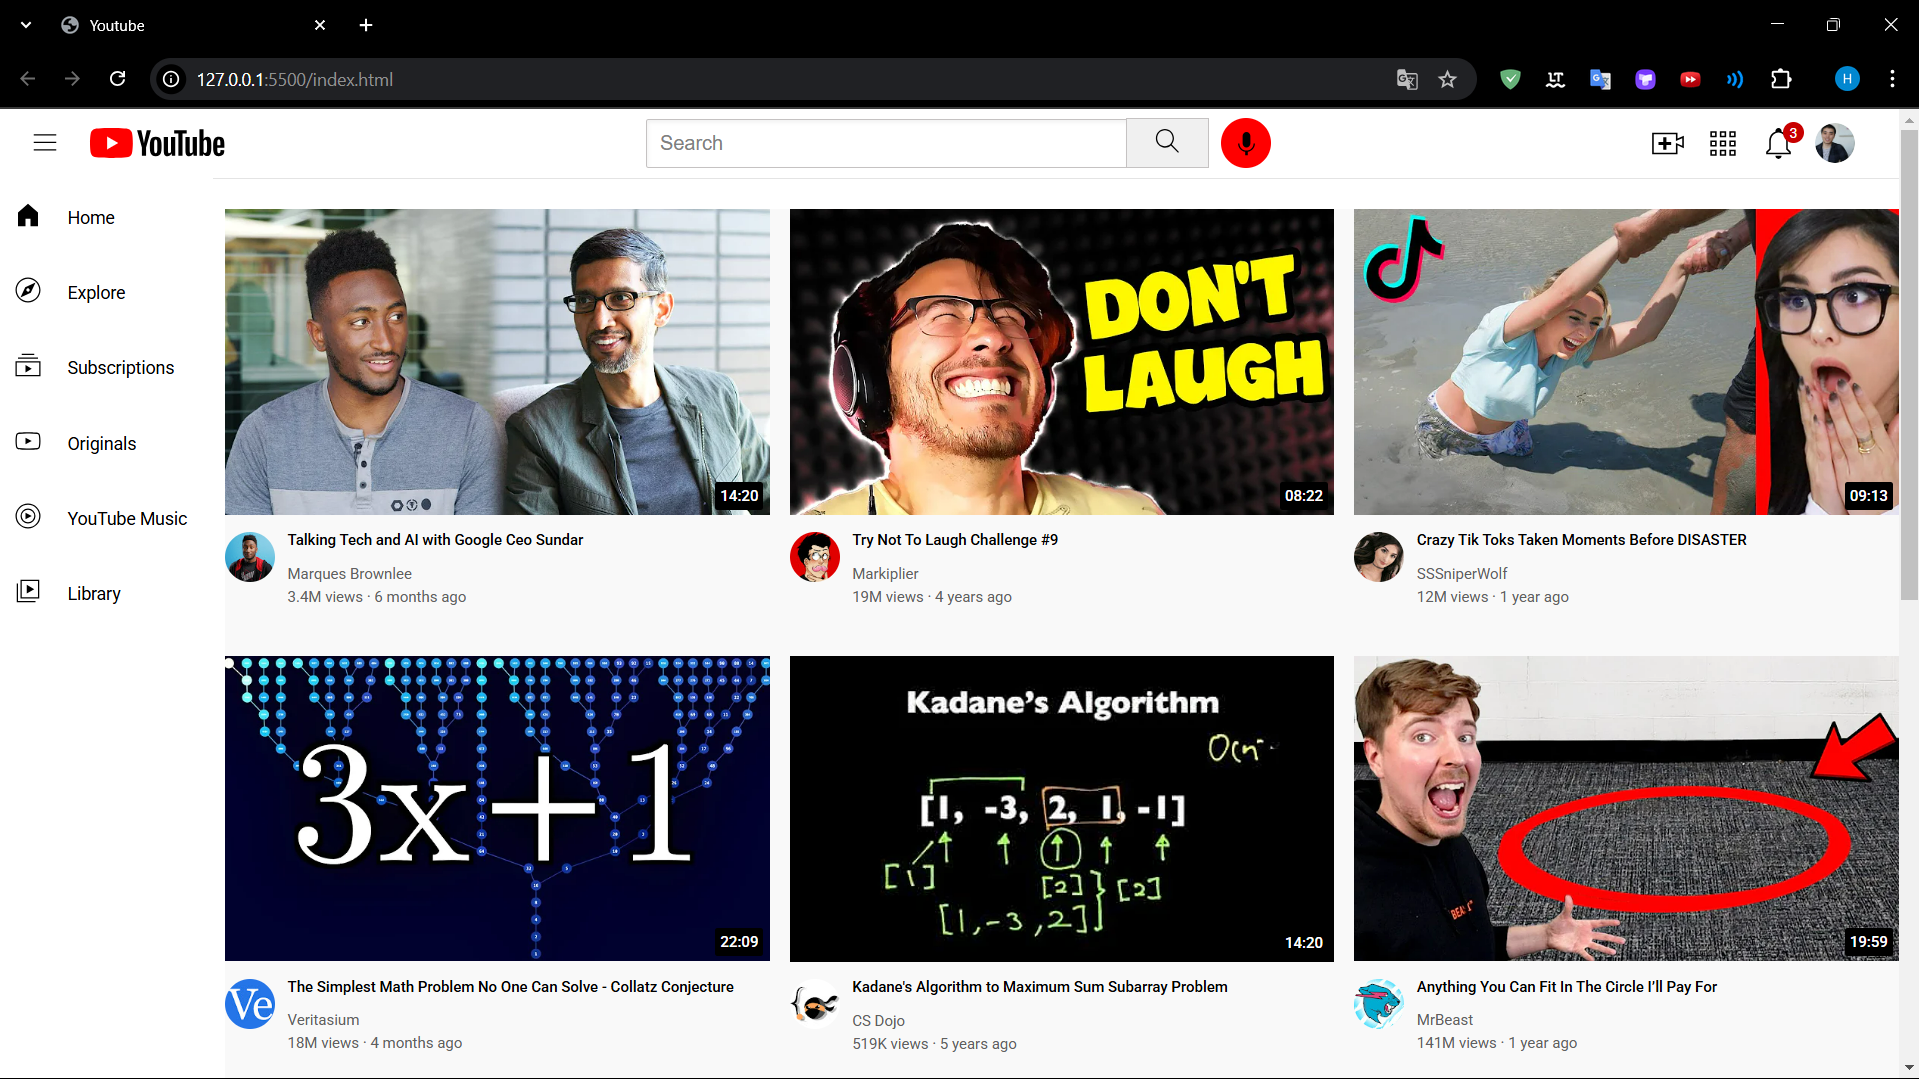 Youtube
127.0.0.1:5500/index.html
H
YouTube
Search
3
Home
Explore
Subscriptions
Originals
YouTube Music
Library
DON'T
LAUGH
14:20
08:22
09:13
Talking Tech and AI with Google Ceo Sundar
Marques Brownlee
3.4M views · 6 months ago
Try Not To Laugh Challenge #9
Markiplier
19M views · 4 years ago
Crazy Tik Toks Taken Moments Before DISASTER
SSSniperWolf
12M views · 1 year ago
3x+1
22:09
Kadane's Algorithm
[1, -3, 2, 1, -1]
[1]
[2]
[2]
[1,-3,2]
14:20
19:59
Ve
The Simplest Math Problem No One Can Solve - Collatz Conjecture
Veritasium
18M views · 4 months ago
Kadane's Algorithm to Maximum Sum Subarray Problem
CS Dojo
519K views · 5 years ago
Anything You Can Fit In The Circle I’ll Pay For
MrBeast
141M views · 1 year ago